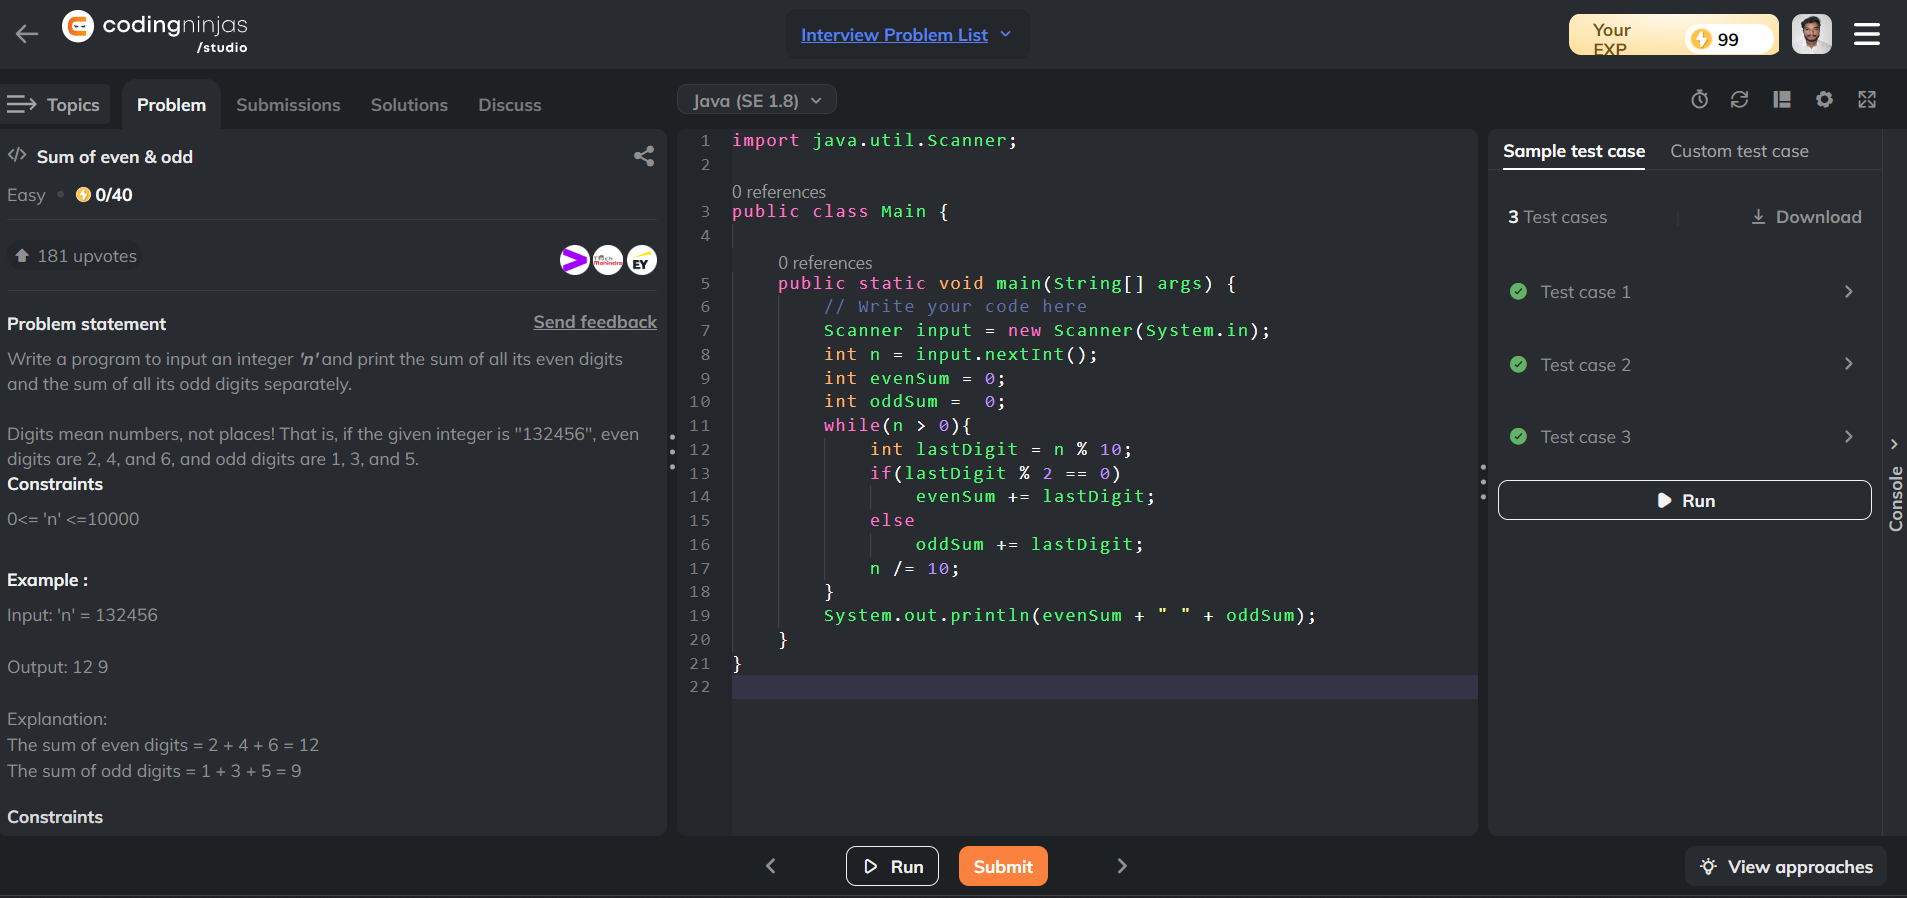 codingninjas
/studio
Interview Problem List
Your
EXP
99
Topics
Problem
Submissions
Solutions
Discuss
Java (SE 1.8)
Sum of even & odd
Easy • 0/40
181 upvotes
Tech
Mahindra
EY
Problem statement
Send feedback
Write a program to input an integer 'n' and print the sum of all its even digits
and the sum of all its odd digits separately.
Digits mean numbers, not places! That is, if the given integer is "132456", even
digits are 2, 4, and 6, and odd digits are 1, 3, and 5.
Constraints
0<= 'n' <=10000
Example :
Input: 'n' = 132456
Output: 12 9
Explanation:
The sum of even digits = 2 + 4 + 6 = 12
The sum of odd digits = 1 + 3 + 5 = 9
Constraints
1 import java.util.Scanner;
2
0 references
3 public class Main {
4
0 references
5 public static void main(String[] args) {
6 // Write your code here
7 Scanner input = new Scanner(System.in);
8 int n = input.nextInt();
9 int evenSum = 0;
10 int oddSum =  0;
11 while(n > 0){
12 int lastDigit = n % 10;
13 if(lastDigit % 2 == 0)
14 evenSum += lastDigit;
15 else
16 oddSum += lastDigit;
17 n /= 10;
18 }
19 System.out.println(evenSum + " " + oddSum);
20 }
21 }
22
Sample test case
Custom test case
3 Test cases
Download
Test case 1
Test case 2
Test case 3
Run
Console
Run
Submit
View approaches